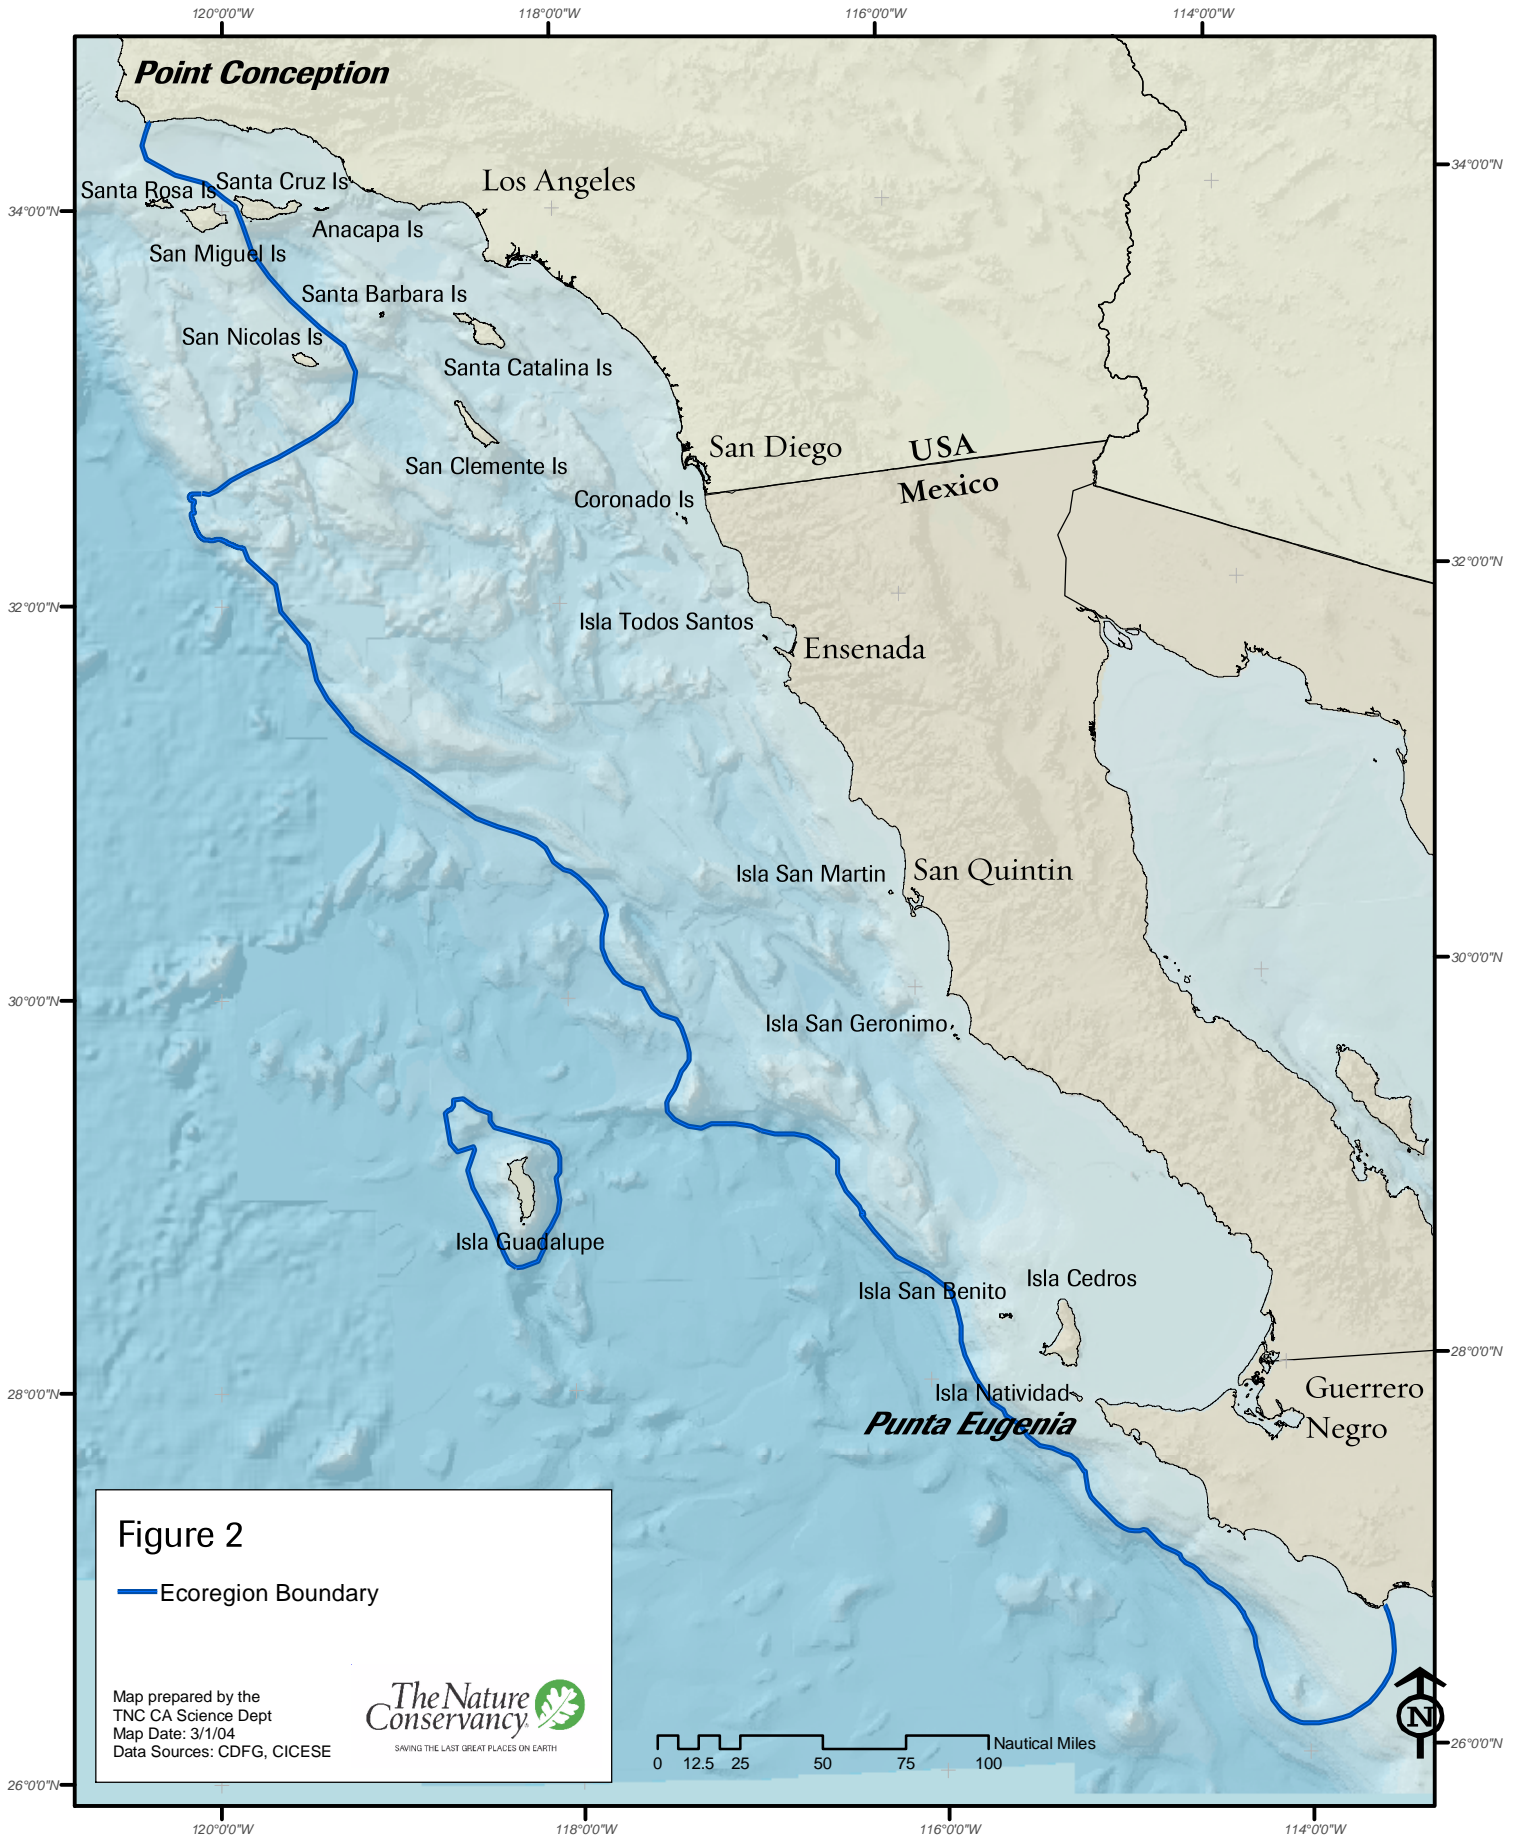 120°0'0"W
118°0'0"W
116°0'0"W
114°0'0"W
Point Conception
34°0'0"N
Los Angeles
Santa Cruz Is
Santa Rosa Is
34°0'0"N
Anacapa Is
San Miguel Is
Santa Barbara Is
San Nicolas Is
Santa Catalina Is
San Diego
USA
San Clemente Is
Mexico
Coronado Is
32°0'0"N
32°0'0"N
Isla Todos Santos
Ensenada
Isla San Martin
San Quintin
30°0'0"N
30°0'0"N
Isla San Geronimo
Isla Guadalupe
Isla Cedros
Isla San Benito
28°0'0"N
28°0'0"N
Isla Natividad
Guerrero
Negro
Punta Eugenia
Figure 2
Ecoregion Boundary
Map prepared by the
TNC CA Science Dept
Map Date: 3/1/04
Data Sources: CDFG, CICESE
The Nature
Conservancy
SAVING THE LAST GREAT PLACES ON EARTH
Nautical Miles
0 12.5 25 50 75 100
N
26°0'0"N
26°0'0"N
120°0'0"W
118°0'0"W
116°0'0"W
114°0'0"W